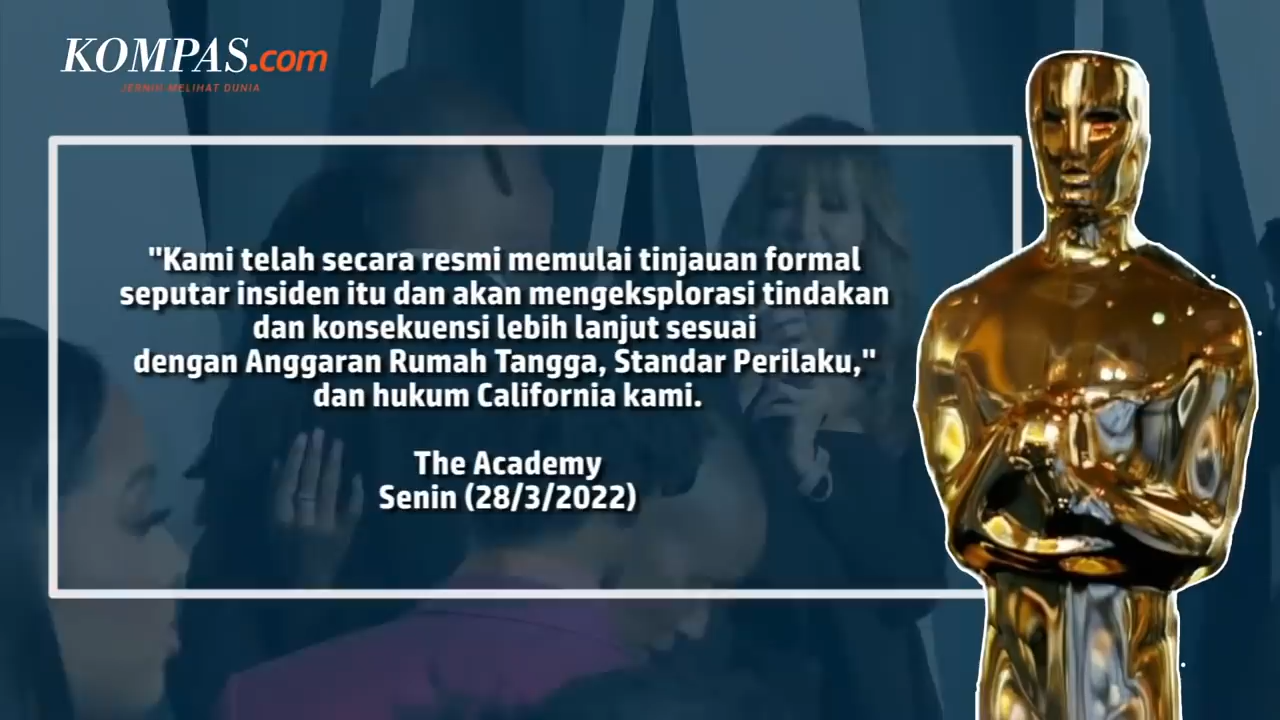 KOMPAS.com
JERNIH MELIHAT DUNIA
"Kami telah secara resmi memulai tinjauan formal
seputar insiden itu dan akan mengeksplorasi tindakan
dan konsekuensi lebih lanjut sesuai
dengan Anggaran Rumah Tangga, Standar Perilaku,"
dan hukum California kami.
The Academy
Senin (28/3/2022)